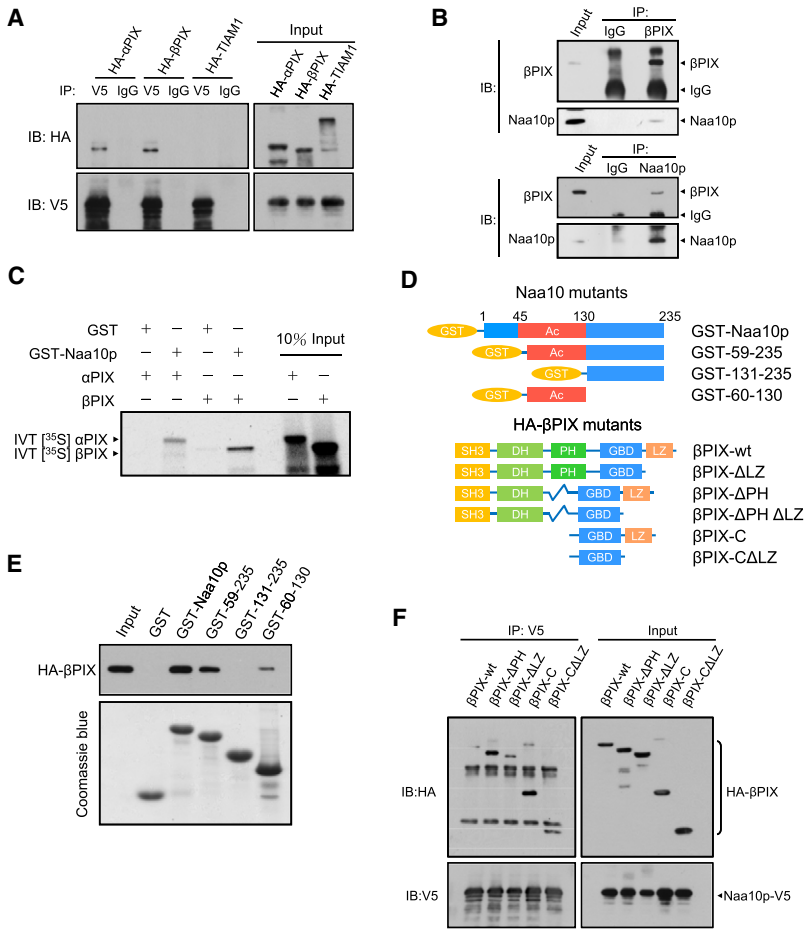 A
HA-αPIX
HA-βPIX
HA-TIAM1
Input
HA-αPIX
HA-βPIX
HA-TIAM1
IP: V5 IgG V5 IgG V5 IgG
IB: HA
IB: V5
B
Input
IP:
IgG βPIX
IB:
βPIX
βPIX
IgG
Naa10p
Naa10p
Input
IP:
IgG Naa10p
IB:
βPIX
βPIX
IgG
Naa10p
Naa10p
C
GST + – + –
GST-Naa10p – + – +
10% Input
αPIX + + – – + –
βPIX – – + + – +
IVT [³⁵S] αPIX
IVT [³⁵S] βPIX
D
Naa10 mutants
1 45 130 235
GST Ac GST-Naa10p
GST Ac GST-59-235
GST GST-131-235
GST Ac GST-60-130
HA-βPIX mutants
SH3 DH PH GBD LZ βPIX-wt
SH3 DH PH GBD βPIX-ΔLZ
SH3 DH GBD LZ βPIX-ΔPH
SH3 DH GBD βPIX-ΔPH ΔLZ
GBD LZ βPIX-C
GBD βPIX-CΔLZ
E
Input
GST
GST-Naa10p
GST-59-235
GST-131-235
GST-60-130
HA-βPIX
Coomassie blue
F
IP: V5
Input
βPIX-wt
βPIX-ΔPH
βPIX-ΔLZ
βPIX-C
βPIX-CΔLZ
βPIX-wt
βPIX-ΔPH
βPIX-ΔLZ
βPIX-C
βPIX-CΔLZ
IB:HA
HA-βPIX
IB:V5
Naa10p-V5